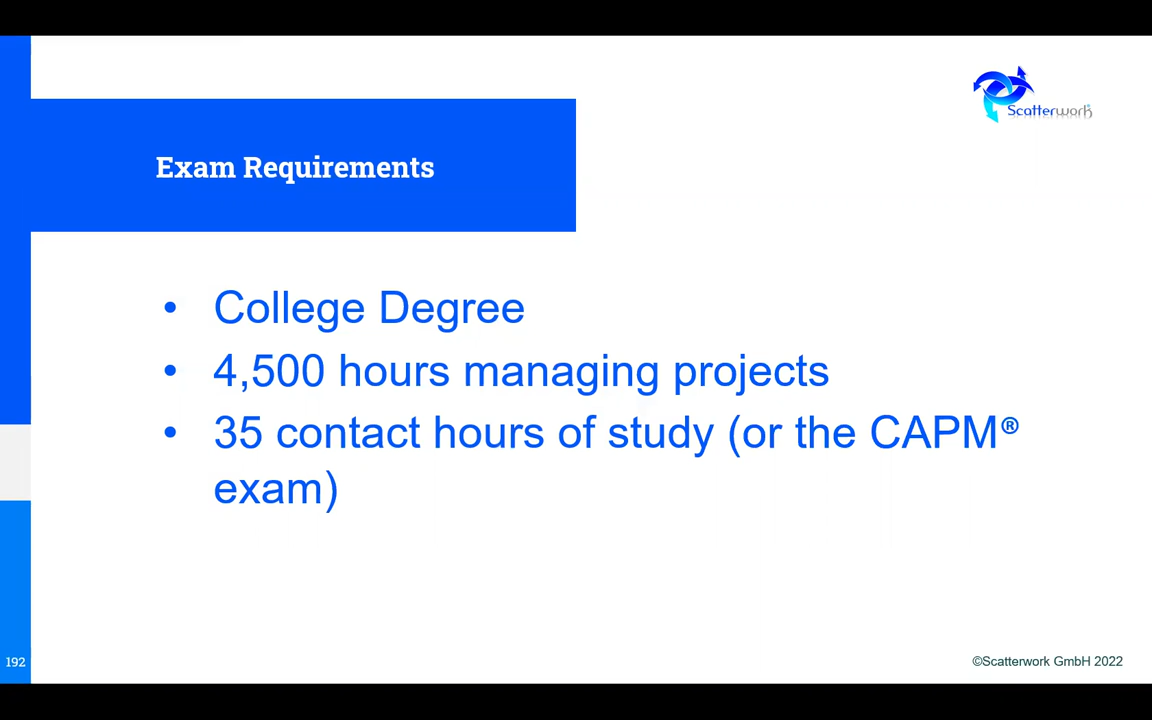 Scatterwork
Exam Requirements
• College Degree
• 4,500 hours managing projects
• 35 contact hours of study (or the CAPM®
exam)
192
©Scatterwork GmbH 2022